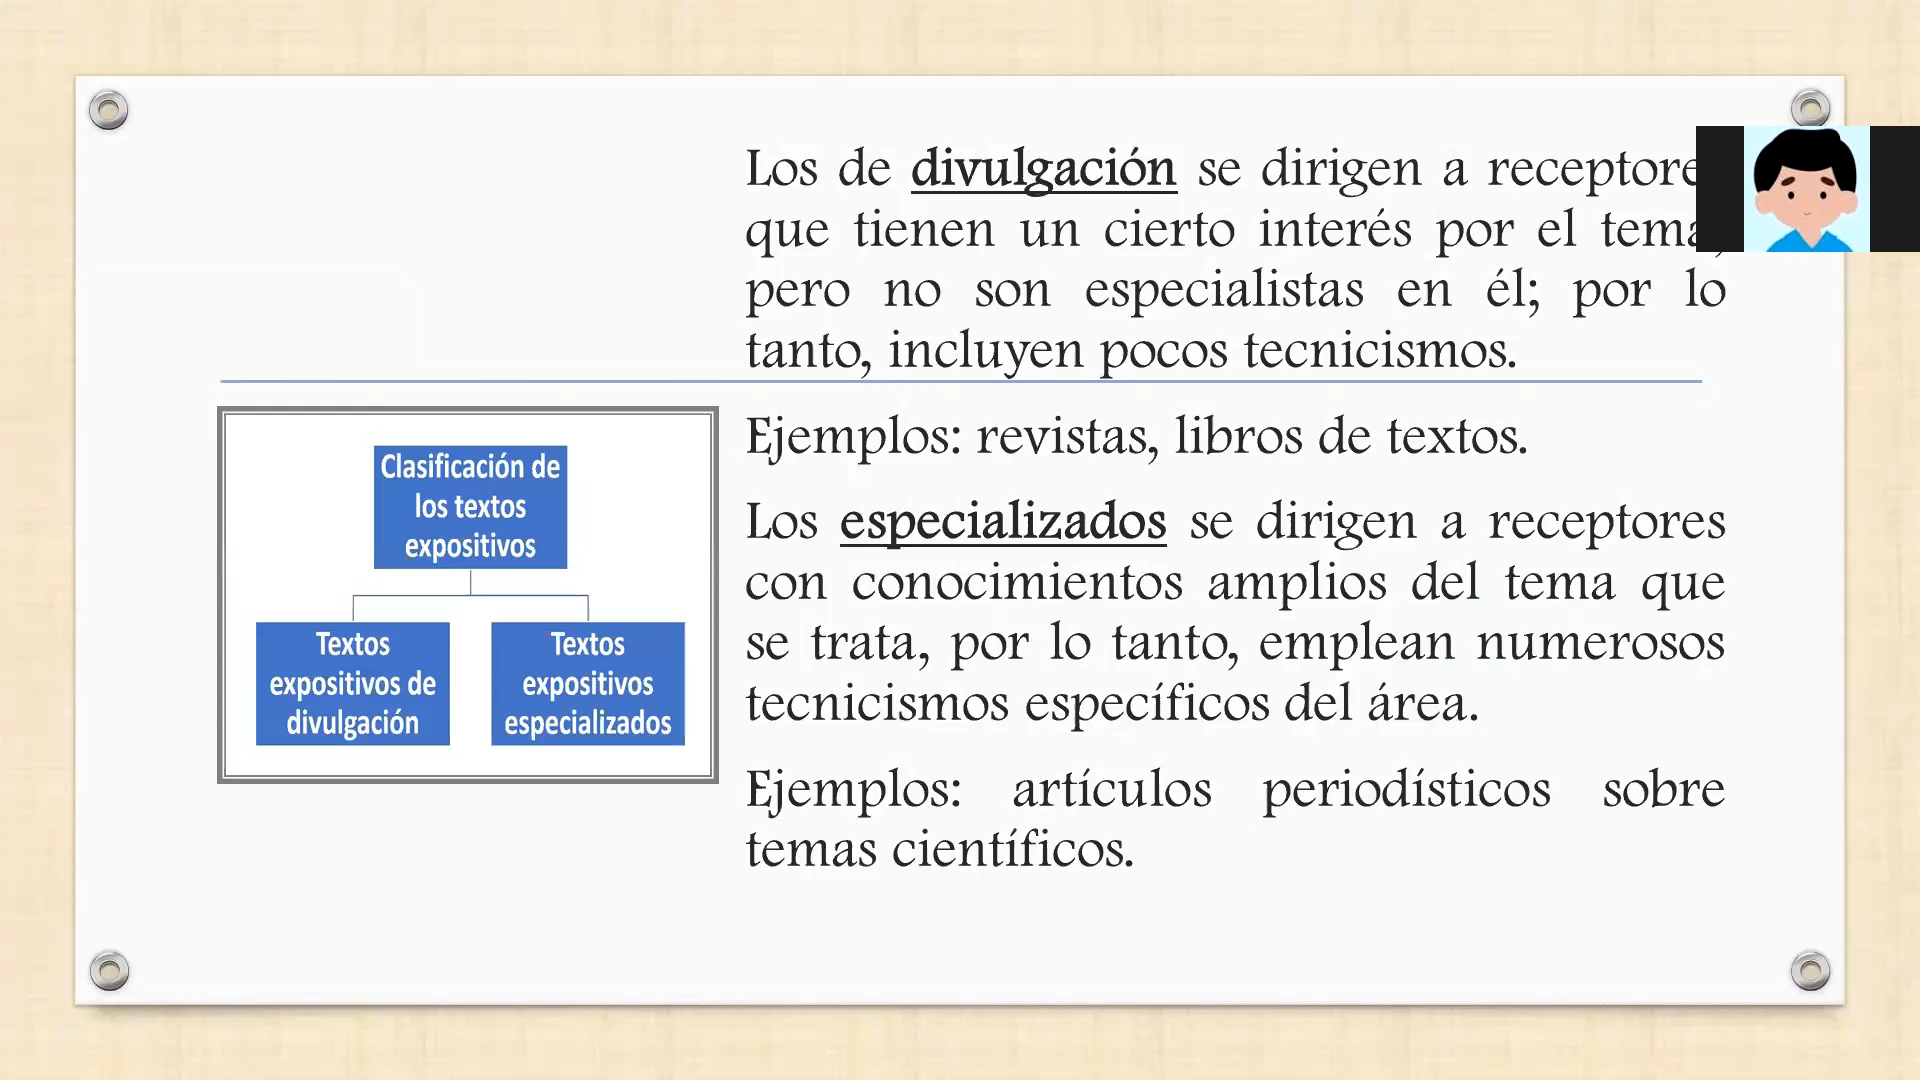 Los de divulgación se dirigen a receptore
que tienen un cierto interés por el tema,
pero no son especialistas en él; por lo
tanto, incluyen pocos tecnicismos.
Ejemplos: revistas, libros de textos.
Los especializados se dirigen a receptores
con conocimientos amplios del tema que
se trata, por lo tanto, emplean numerosos
tecnicismos específicos del área.
Ejemplos: artículos periodísticos sobre
temas científicos.
Clasificación de
los textos
expositivos
Textos
expositivos de
divulgación
Textos
expositivos
especializados